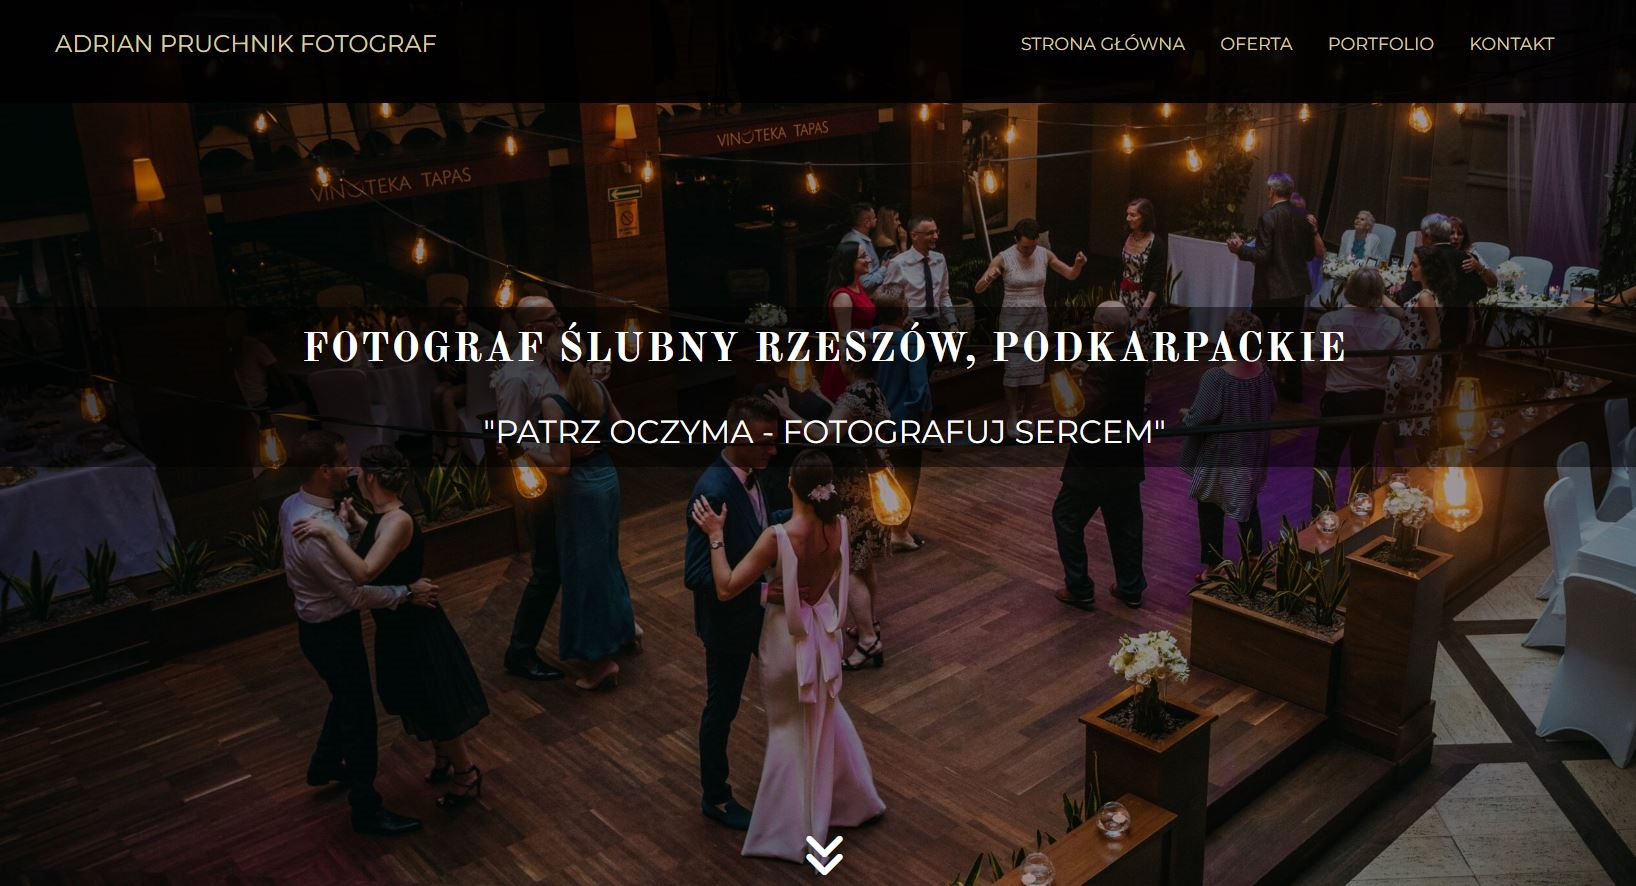 ADRIAN PRUCHNIK FOTOGRAF
STRONA GŁÓWNA OFERTA PORTFOLIO KONTAKT
VINOTEKA TAPAS
VINOTEKA TAPAS
FOTOGRAF ŚLUBNY RZESZÓW, PODKARPACKIE
"PATRZ OCZYMA - FOTOGRAFUJ SERCEM"